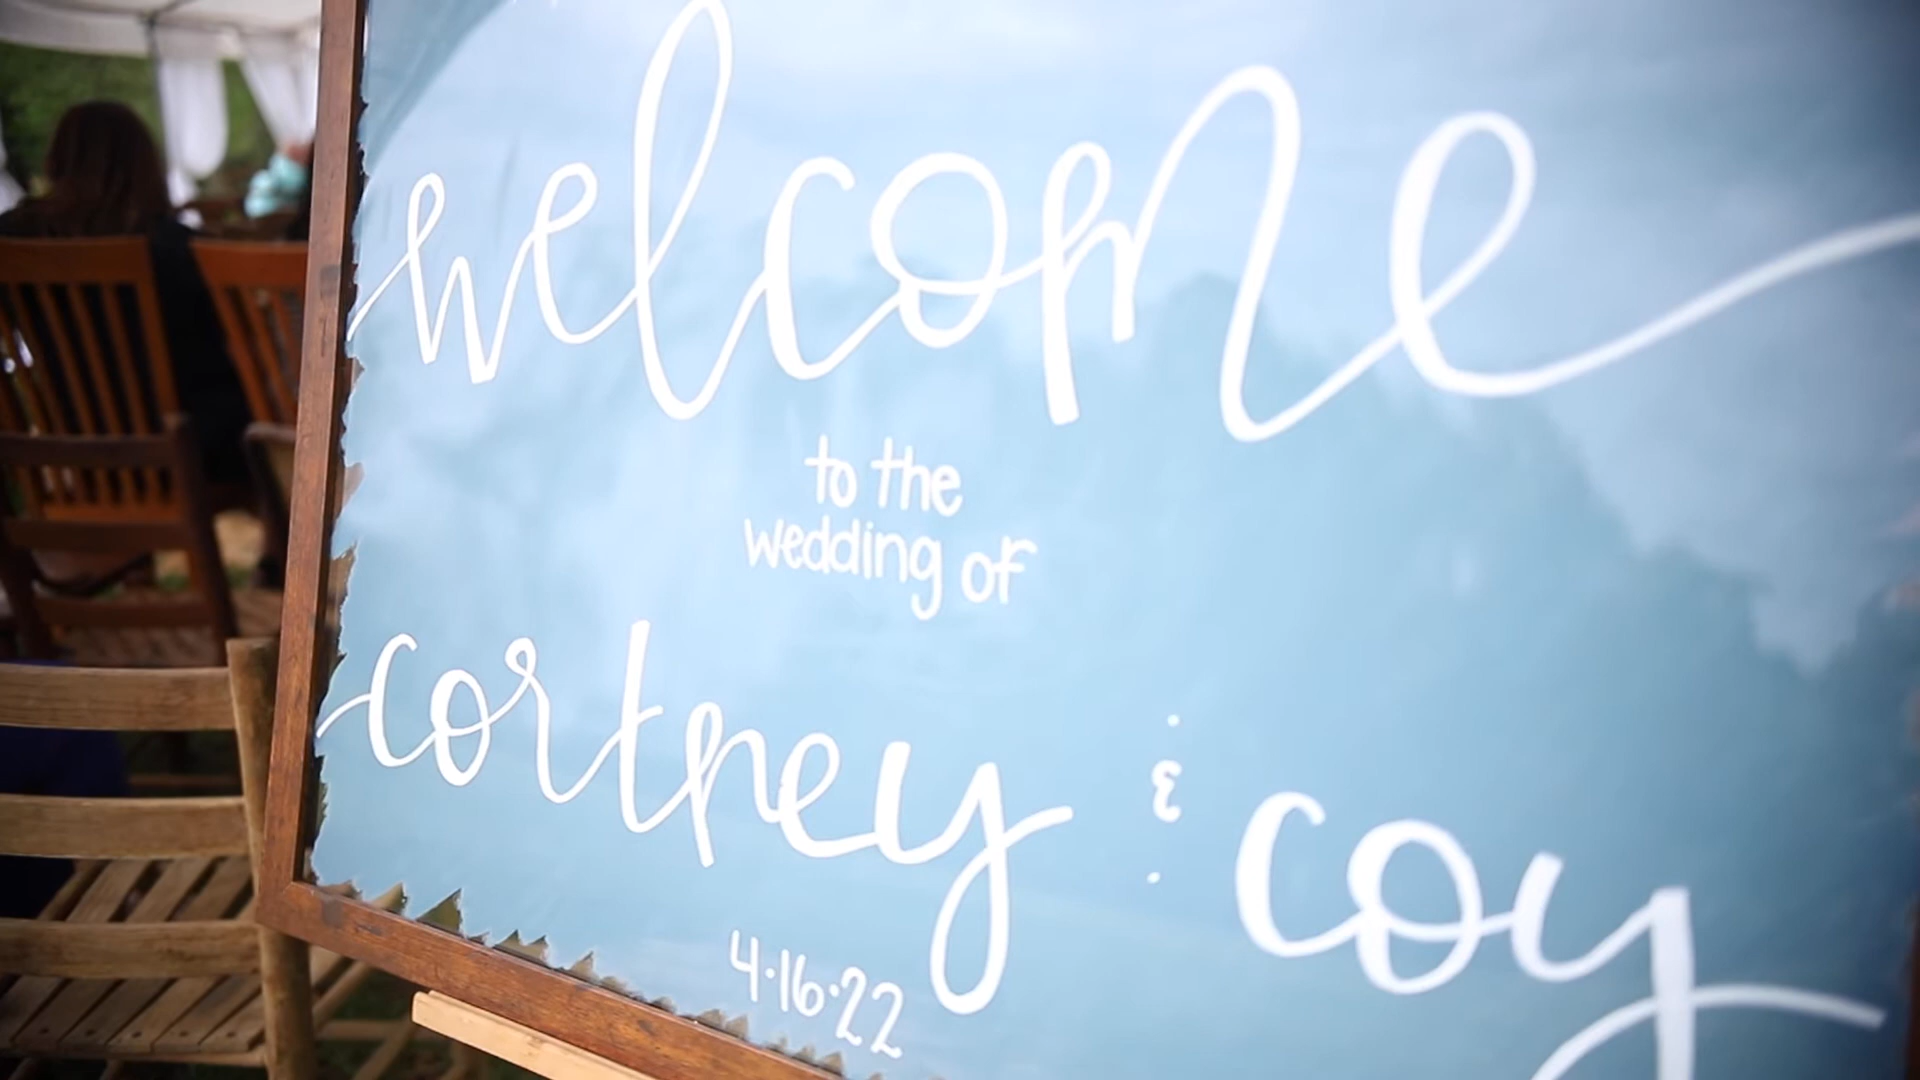 welcome
to the
wedding of
cortney & coy
4.16.22